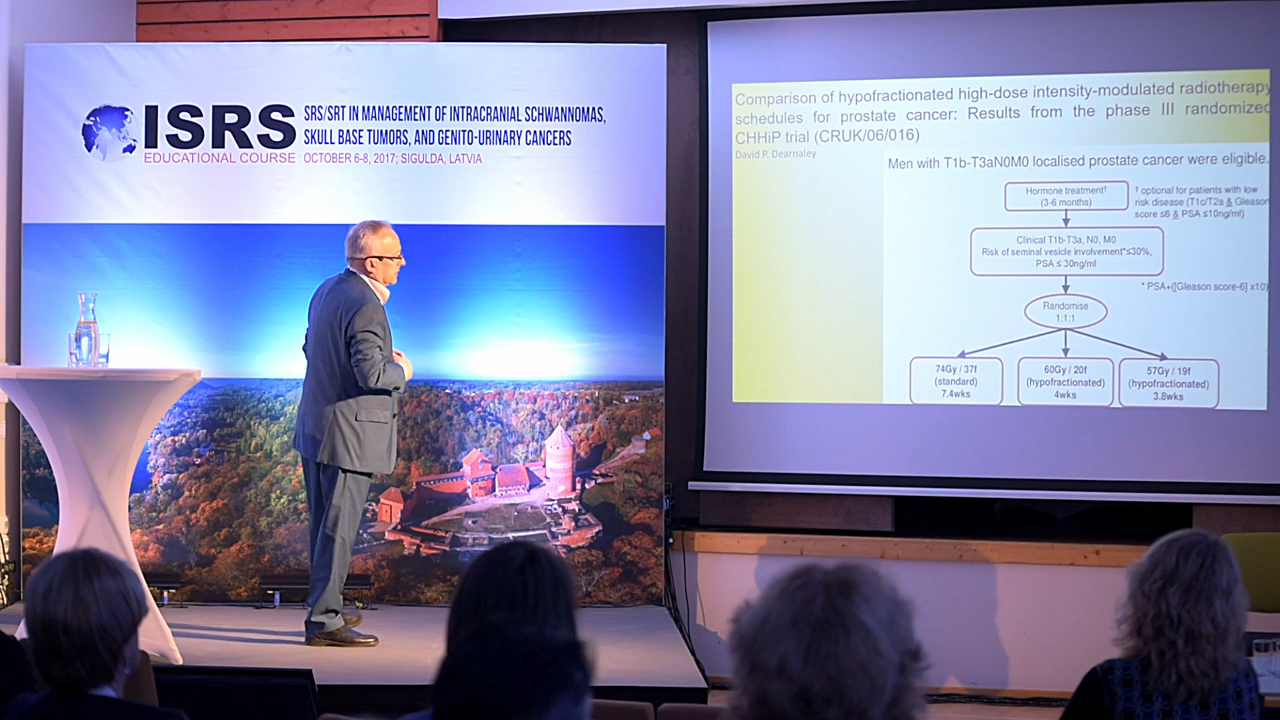 ISRS
EDUCATIONAL COURSE
SRS/SRT IN MANAGEMENT OF INTRACRANIAL SCHWANNOMAS,
SKULL BASE TUMORS, AND GENITO-URINARY CANCERS
OCTOBER 6-8, 2017; SIGULDA, LATVIA
Comparison of hypofractionated high-dose intensity-modulated radiotherapy
schedules for prostate cancer: Results from the phase III randomized
CHHiP trial (CRUK/06/016)
David P. Dearnaley
Men with T1b-T3aN0M0 localised prostate cancer were eligible.
Hormone treatment†
(3-6 months)
† optional for patients with low
risk disease (T1c/T2a & Gleason
score ≤6 & PSA ≤10ng/ml)
Clinical T1b-T3a, N0, M0
Risk of seminal vesicle involvement*≤30%,
PSA ≤ 30ng/ml
* PSA+([Gleason score-6] x10)
Randomise
1:1:1
74Gy / 37f
(standard)
7.4wks
60Gy / 20f
(hypofractionated)
4wks
57Gy / 19f
(hypofractionated)
3.8wks